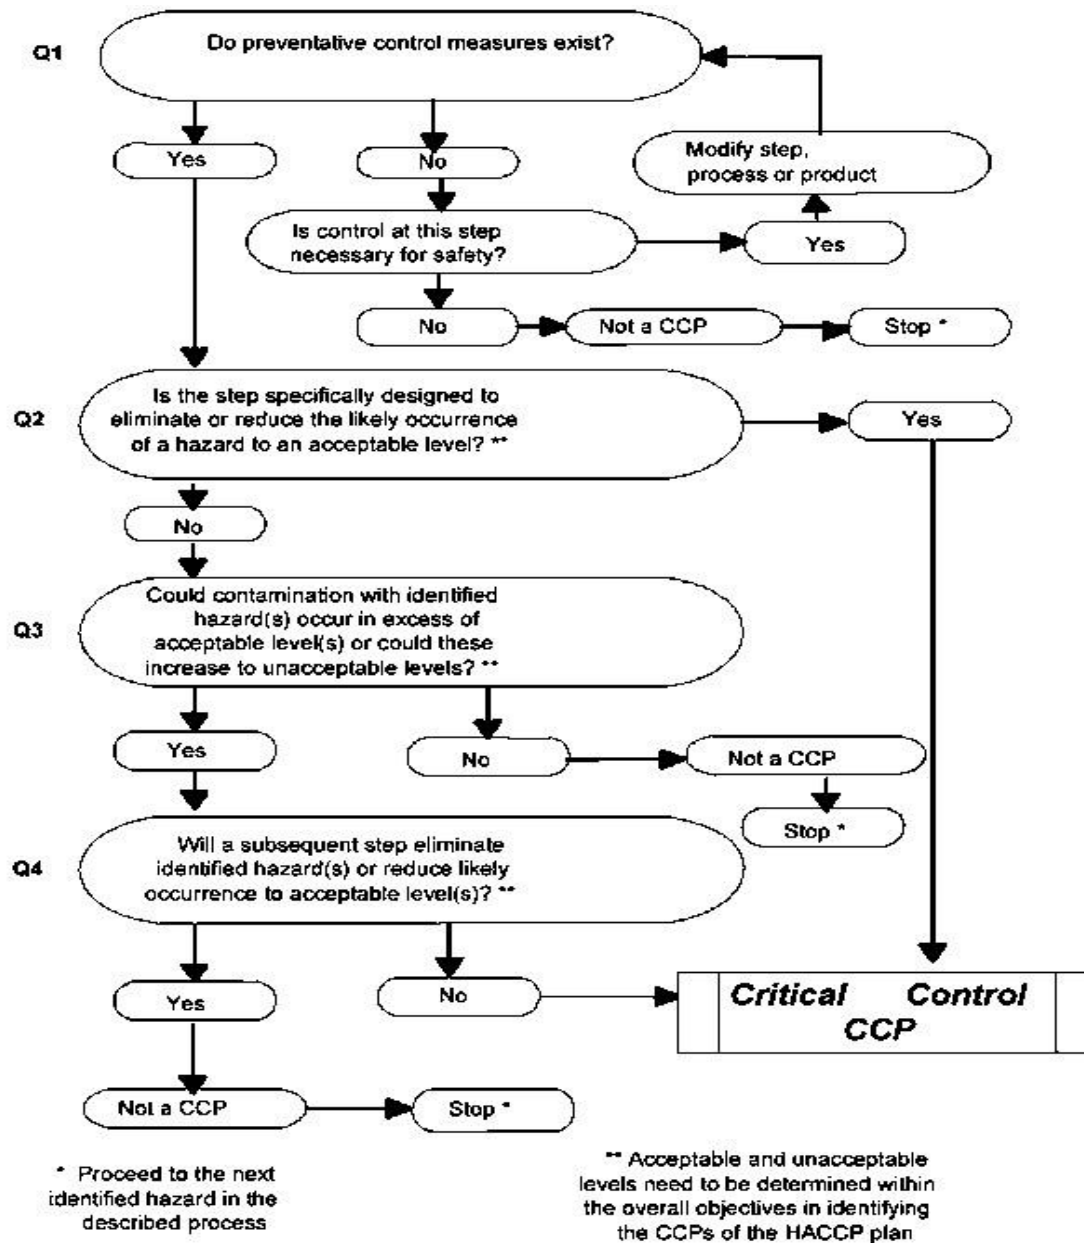 Q1
Do preventative control measures exist?
Yes
No
Modify step,
process or product
Is control at this step
necessary for safety?
Yes
No
Not a CCP
Stop *
Q2
Is the step specifically designed to
eliminate or reduce the likely occurrence
of a hazard to an acceptable level? **
Yes
No
Q3
Could contamination with identified
hazard(s) occur in excess of
acceptable level(s) or could these
increase to unacceptable levels? **
Yes
No
Not a CCP
Stop *
Q4
Will a subsequent step eliminate
identified hazard(s) or reduce likely
occurrence to acceptable level(s)? **
Yes
No
Critical Control
CCP
Not a CCP
Stop *
* Proceed to the next
identified hazard in the
described process
** Acceptable and unacceptable
levels need to be determined within
the overall objectives in identifying
the CCPs of the HACCP plan